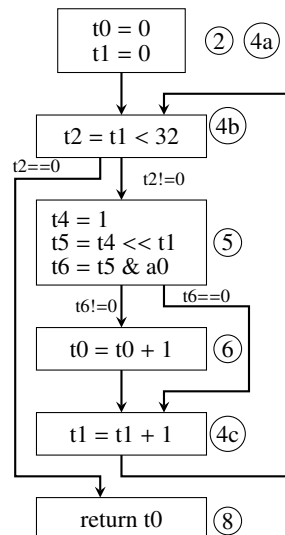 t0 = 0
t1 = 0
2 4a
t2 = t1 < 32
4b
t2==0
t2!=0
t4 = 1
t5 = t4 << t1
t6 = t5 & a0
5
t6!=0
t6==0
t0 = t0 + 1
6
t1 = t1 + 1
4c
return t0
8